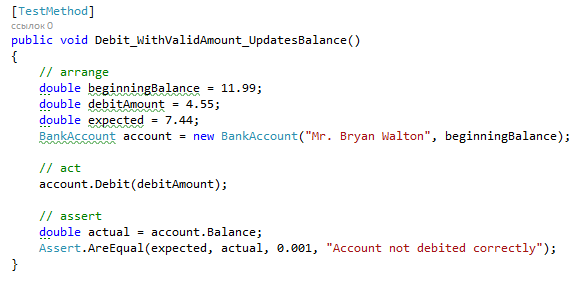 [TestMethod]
ссылок 0
public void Debit_WithValidAmount_UpdatesBalance()
{
    // arrange
    double beginningBalance = 11.99;
    double debitAmount = 4.55;
    double expected = 7.44;
    BankAccount account = new BankAccount("Mr. Bryan Walton", beginningBalance);

    // act
    account.Debit(debitAmount);

    // assert
    double actual = account.Balance;
    Assert.AreEqual(expected, actual, 0.001, "Account not debited correctly");
}